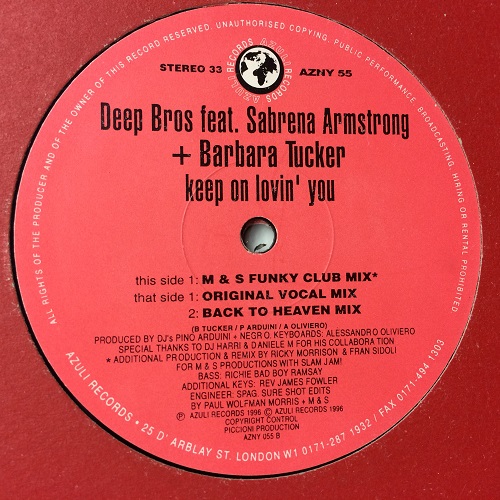 ALL RIGHTS OF THE PRODUCER AND OF THE OWNER OF THIS RECORD RESERVED. UNAUTHORISED COPYING, PUBLIC PERFORMANCE, BROADCASTING, HIRING OR RENTAL PROHIBITED
AZULI RECORDS AZULI RECORDS
STEREO 33 AZNY 55
Deep Bros feat. Sabrena Armstrong
+ Barbara Tucker
keep on lovin' you
this side 1: M & S FUNKY CLUB MIX*
that side 1: ORIGINAL VOCAL MIX
2: BACK TO HEAVEN MIX
(B TUCKER / P ARDUINI / A OLIVIERO)
PRODUCED BY DJ's PINO ARDUINI + NEGRO. KEYBOARDS: ALESSANDRO OLIVIERO
SPECIAL THANKS TO DJ HARRI & DANIELE M FOR HIS COLLABORATION
* ADDITIONAL PRODUCTION & REMIX BY RICKY MORRISON & FRAN SIDOLI
FOR M & S PRODUCTIONS WITH SLAM JAM!
BASS: RICHIE BAD BOY RAMSAY
ADDITIONAL KEYS: REV JAMES FOWLER
ENGINEER: SPAG. SURE SHOT EDITS
BY PAUL WOLFMAN MORRIS + M & S
Ⓟ AZULI RECORDS 1996 © AZULI RECORDS 1996
COPYRIGHT CONTROL
PICCIONI PRODUCTION
AZNY 055 B
AZULI RECORDS • 25 D' ARBLAY ST. LONDON W1 0171-287 1932 / FAX 0171-494 1303